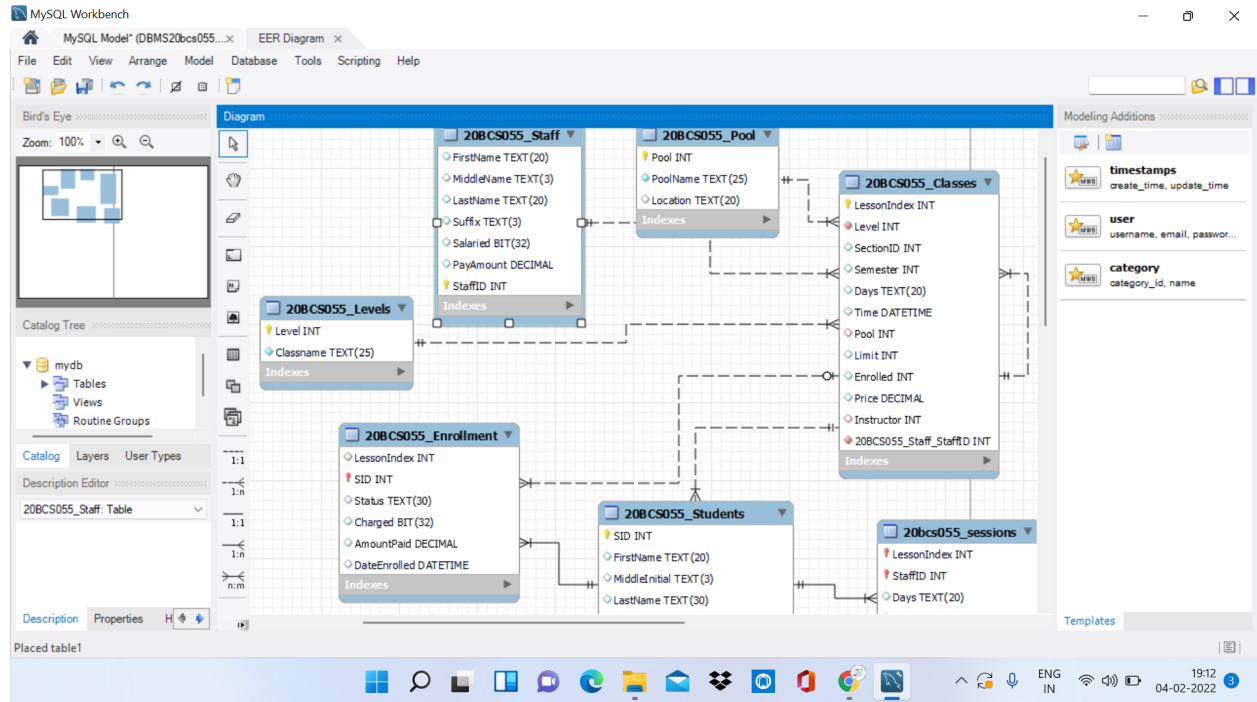 MySQL Workbench
MySQL Model* (DBMS20bcs055.... EER Diagram
File Edit View Arrange Model Database Tools Scripting Help
Bird's Eye
Zoom: 100%
Catalog Tree
mydb
Tables
Views
Routine Groups
Catalog Layers User Types
Description Editor
20BCS055_Staff: Table
Description Properties H
Placed table1
1:1
1:n
1:1
1:n
n:m
Diagram
20BCS055_Staff
FirstName TEXT(20)
MiddleName TEXT(3)
LastName TEXT(20)
Suffix TEXT(3)
Salaried BIT(32)
PayAmount DECIMAL
StaffID INT
Indexes
20BCS055_Pool
Pool INT
PoolName TEXT(25)
Location TEXT(20)
Indexes
20BCS055_Classes
LessonIndex INT
Level INT
SectionID INT
Semester INT
Days TEXT(20)
Time DATETIME
Pool INT
Limit INT
Enrolled INT
Price DECIMAL
Instructor INT
20BCS055_Staff_StaffID INT
Indexes
20BCS055_Levels
Level INT
Classname TEXT(25)
Indexes
20BCS055_Enrollment
LessonIndex INT
SID INT
Status TEXT(30)
Charged BIT(32)
AmountPaid DECIMAL
DateEnrolled DATETIME
Indexes
20BCS055_Students
SID INT
FirstName TEXT(20)
MiddleInitial TEXT(3)
LastName TEXT(30)
20bcs055_sessions
LessonIndex INT
StaffID INT
Days TEXT(20)
Modeling Additions
MWB
timestamps
create_time, update_time
MWB
user
username, email, passwor...
MWB
category
category_id, name
Templates
ENG
IN
19:12
04-02-2022
3